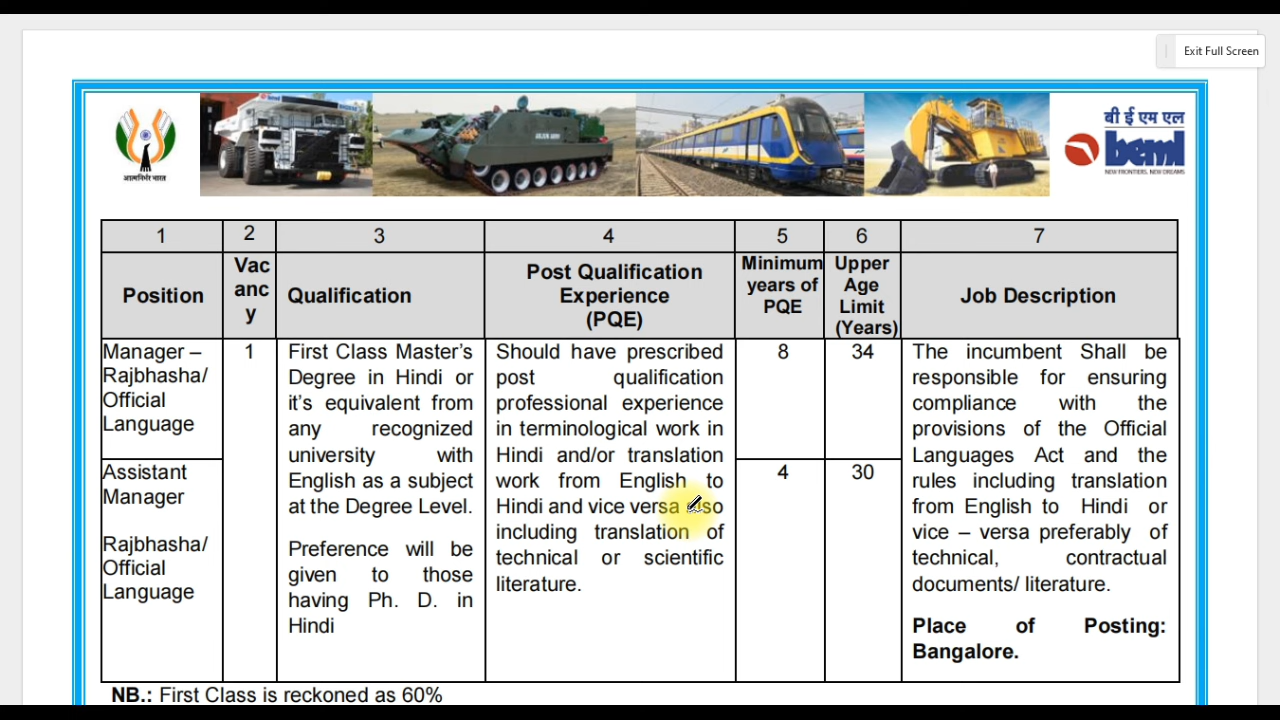 Exit Full Screen
आत्मनिर्भर भारत
बी ई एम एल
beml
NEW FRONTIERS, NEW DREAMS
1 2 3 4 5 6 7
Position
Vac
anc
y
Qualification
Post Qualification
Experience
(PQE)
Minimum
years of
PQE
Upper
Age
Limit
(Years)
Job Description
Manager –
Rajbhasha/
Official
Language
1
First Class Master's
Degree in Hindi or
it's equivalent from
any recognized
university with
English as a subject
at the Degree Level.
Preference will be
given to those
having Ph. D. in
Hindi
Should have prescribed
post qualification
professional experience
in terminological work in
Hindi and/or translation
work from English to
Hindi and vice versa also
including translation of
technical or scientific
literature.
8
34
The incumbent Shall be
responsible for ensuring
compliance with the
provisions of the Official
Languages Act and the
rules including translation
from English to Hindi or
vice – versa preferably of
technical, contractual
documents/ literature.
Place of Posting:
Bangalore.
Assistant
Manager
Rajbhasha/
Official
Language
4
30
NB.: First Class is reckoned as 60%